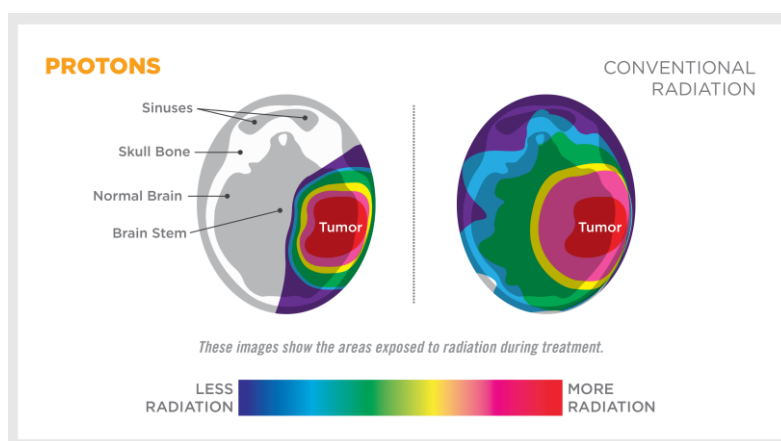 PROTONS
CONVENTIONAL
RADIATION
Sinuses
Skull Bone
Normal Brain
Brain Stem
Tumor
Tumor
These images show the areas exposed to radiation during treatment.
LESS
RADIATION
MORE
RADIATION